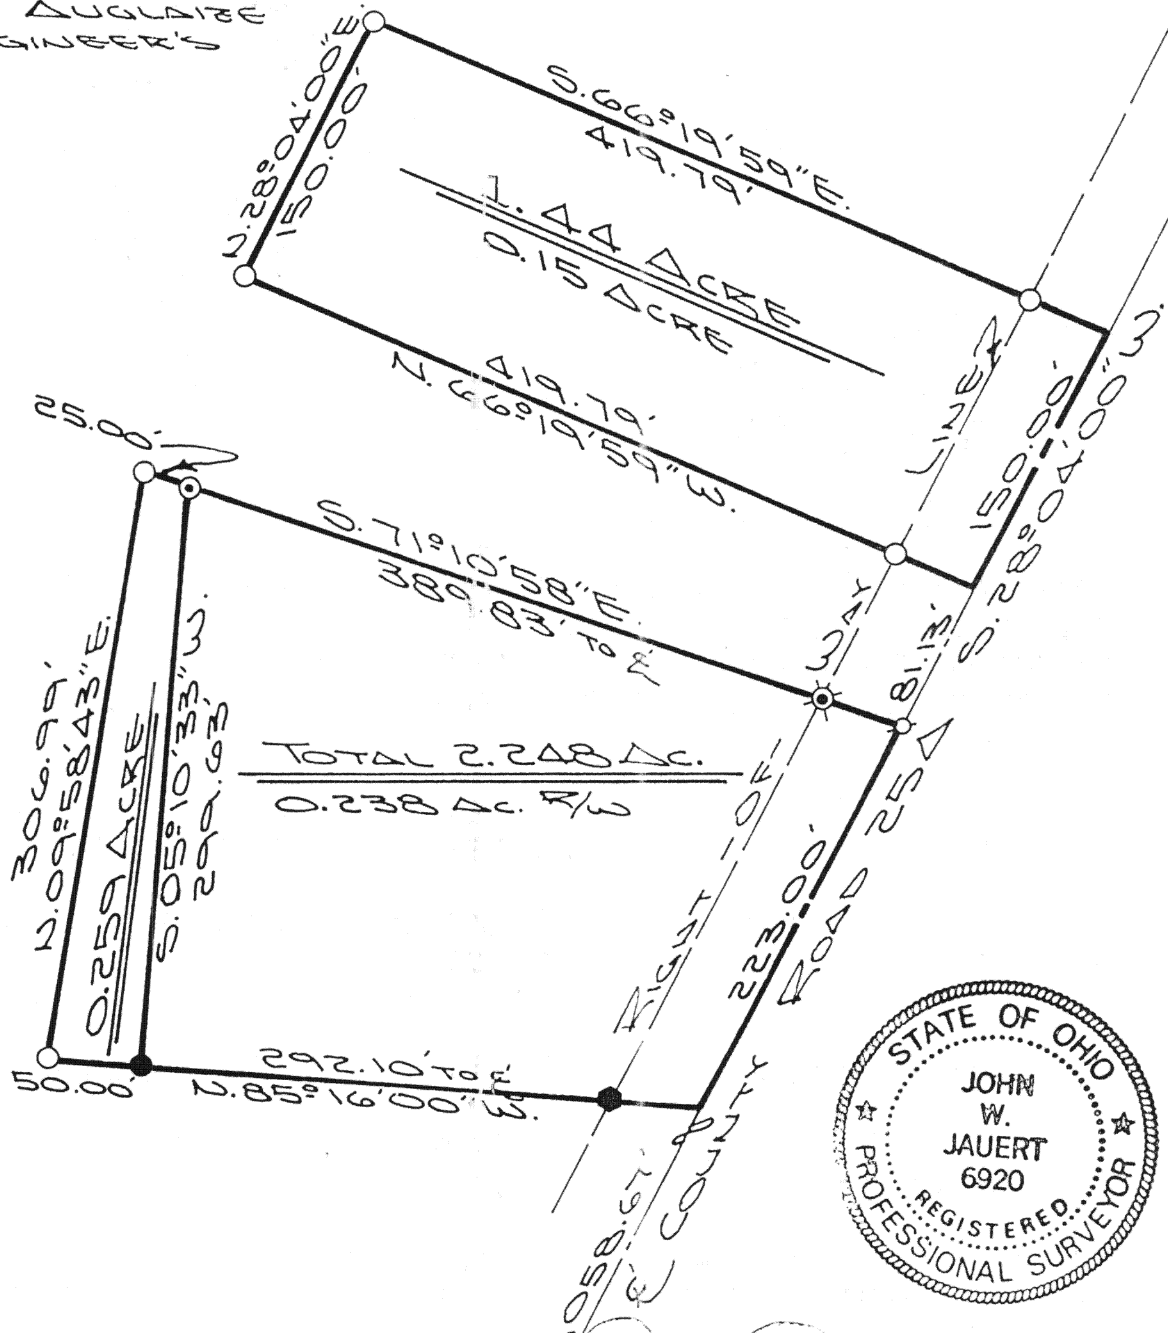 AUGLAIZE
GINEER'S
N. 28° 04' 00" E.
150.00'
S. 66° 19' 59" E.
419.79'
1.44 ACRE
0.15 ACRE
419.79'
N. 66° 19' 59" W.
LINE
150.00'
S. 28° 04' 00" W.
81.13'
25.00'
S. 71° 10' 58" E.
389.83' TO ℄
306.99'
N. 09° 58' 43" E.
0.259 ACRE
S. 05° 10' 33" W.
299.63'
TOTAL 2.248 AC.
0.238 AC. R/W
RIGHT - OF - WAY
223.00'
℄ COUNTY ROAD 25A
50.00'
292.10' TO ℄
N. 85° 16' 00" W.
058.67'
STATE OF OHIO
JOHN
W.
JAUERT
6920
REGISTERED
PROFESSIONAL SURVEYOR